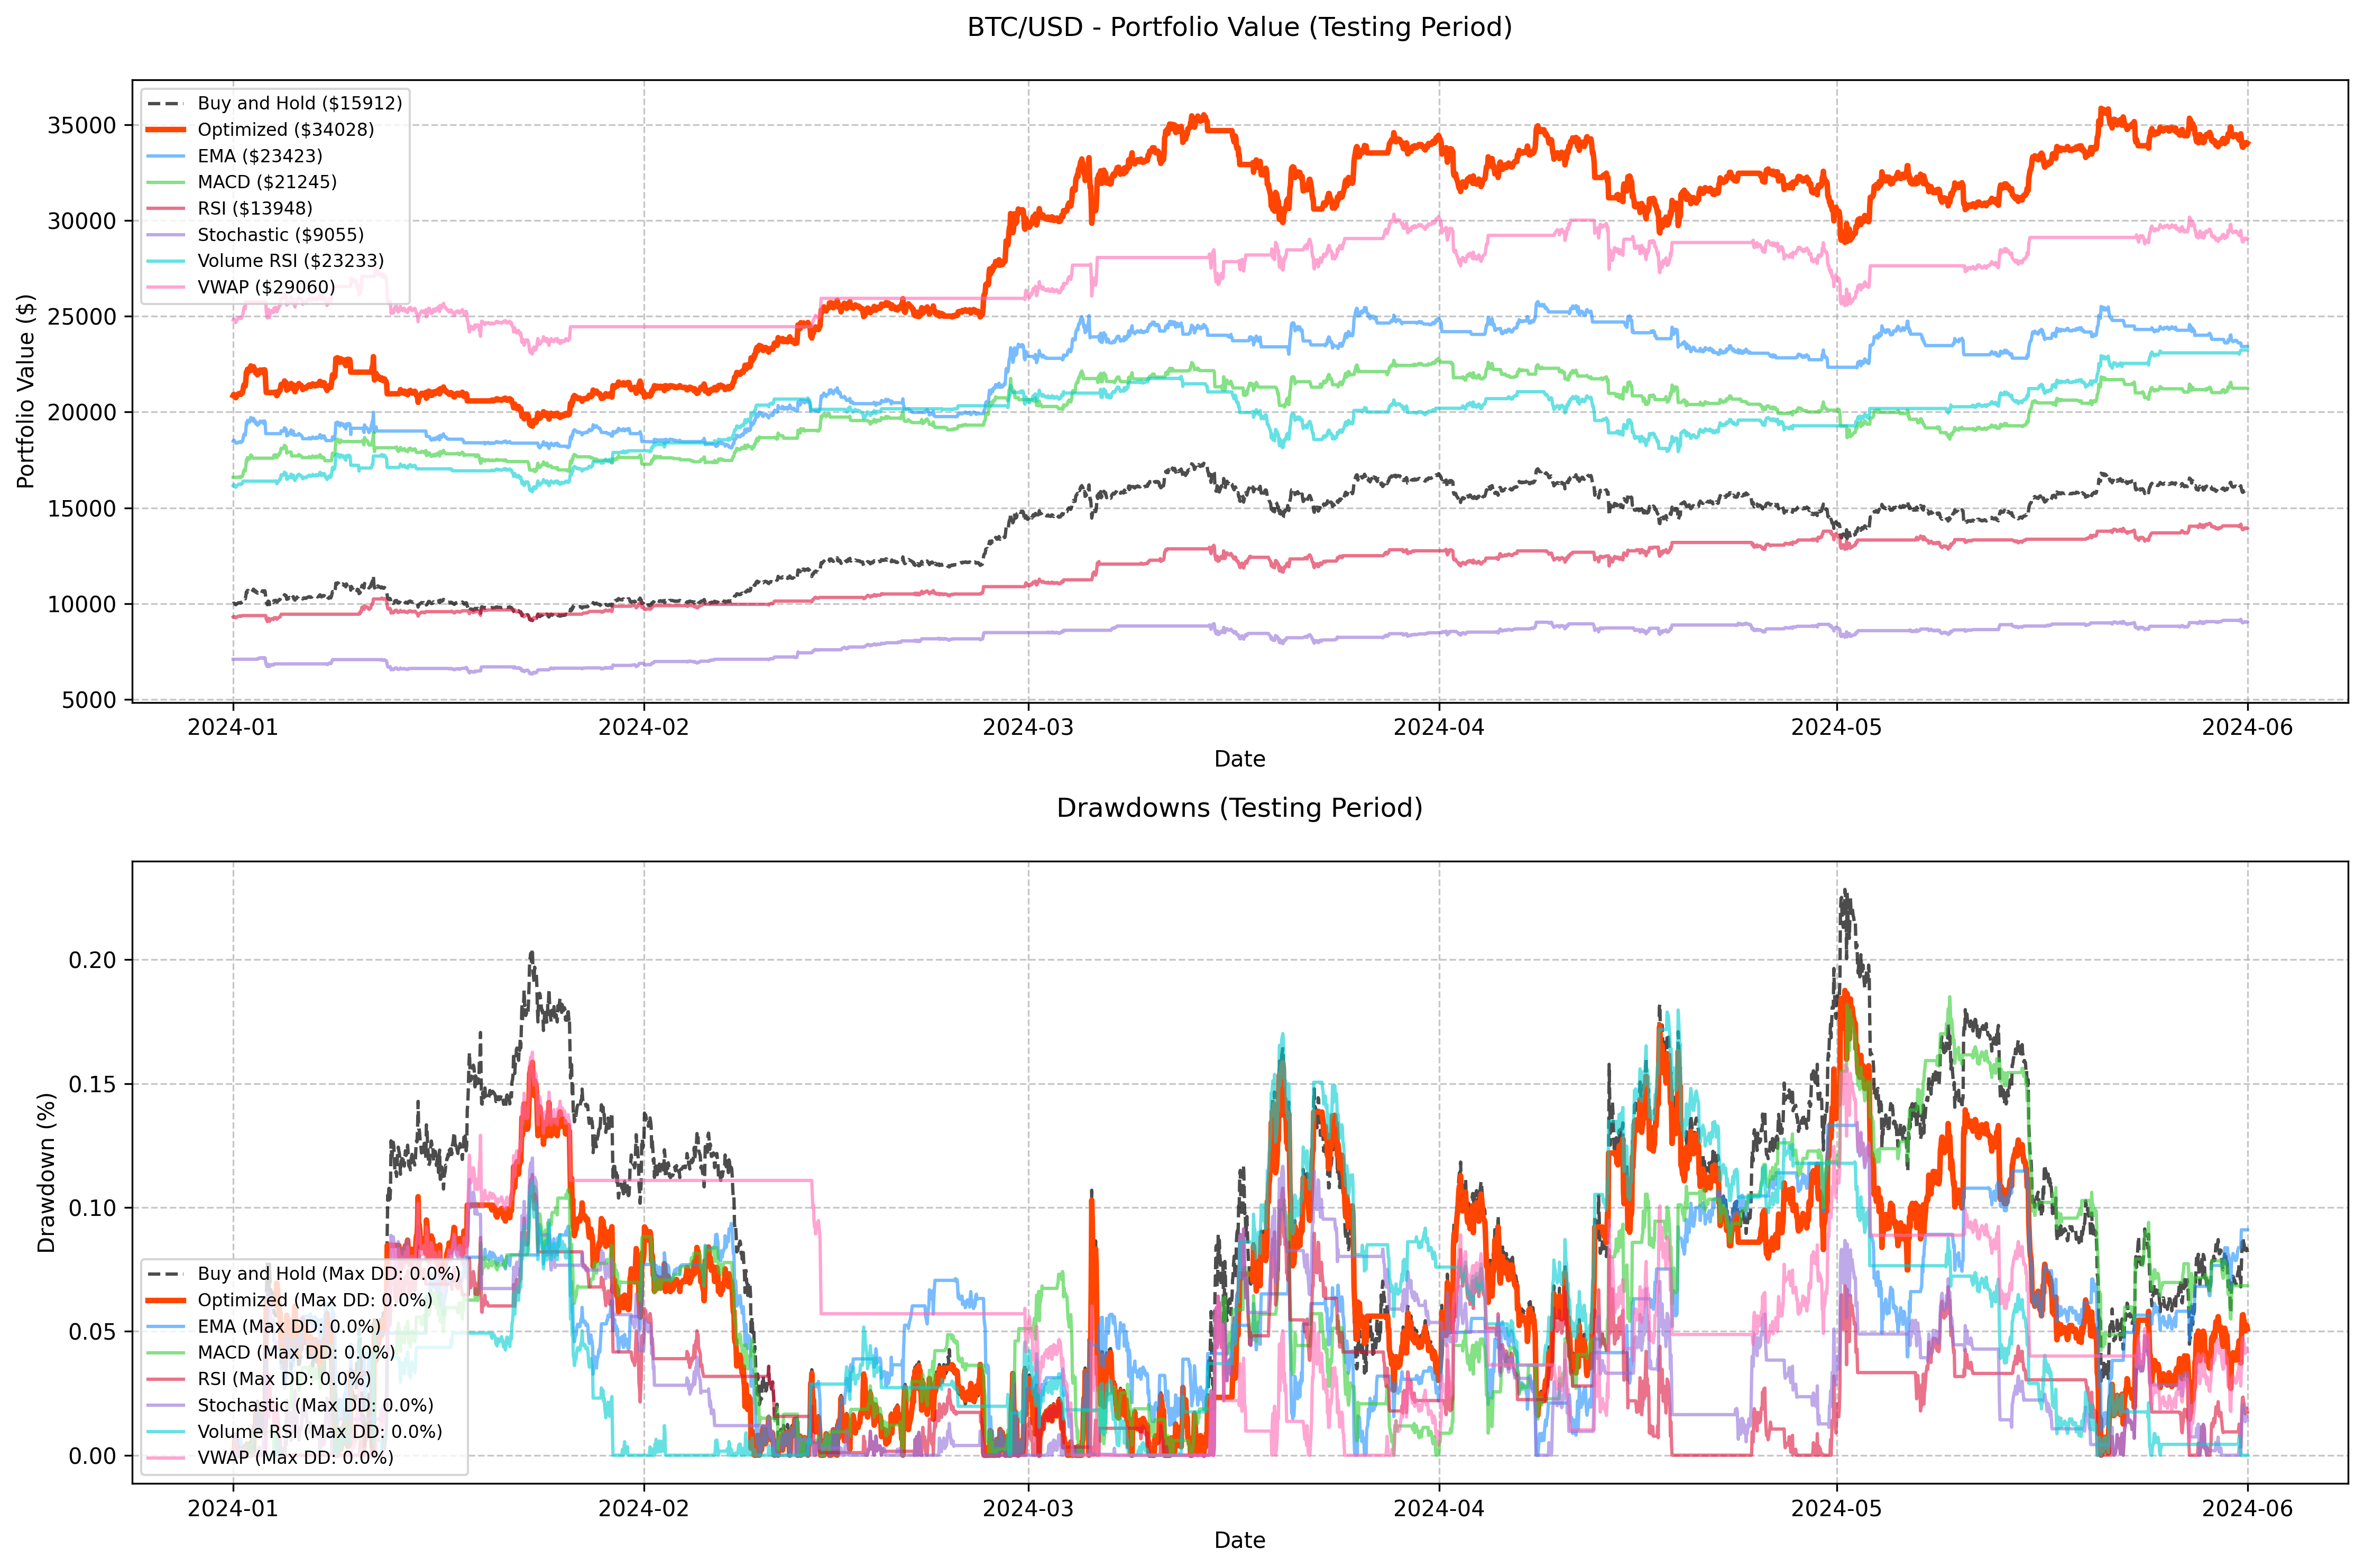 BTC/USD - Portfolio Value (Testing Period)
Buy and Hold ($15912)
Optimized ($34028)
EMA ($23423)
MACD ($21245)
RSI ($13948)
Stochastic ($9055)
Volume RSI ($23233)
VWAP ($29060)
Portfolio Value ($)
35000
30000
25000
20000
15000
10000
5000
2024-01
2024-02
2024-03
2024-04
2024-05
2024-06
Date
Drawdowns (Testing Period)
Drawdown (%)
0.20
0.15
0.10
0.05
0.00
Buy and Hold (Max DD: 0.0%)
Optimized (Max DD: 0.0%)
EMA (Max DD: 0.0%)
MACD (Max DD: 0.0%)
RSI (Max DD: 0.0%)
Stochastic (Max DD: 0.0%)
Volume RSI (Max DD: 0.0%)
VWAP (Max DD: 0.0%)
2024-01
2024-02
2024-03
2024-04
2024-05
2024-06
Date